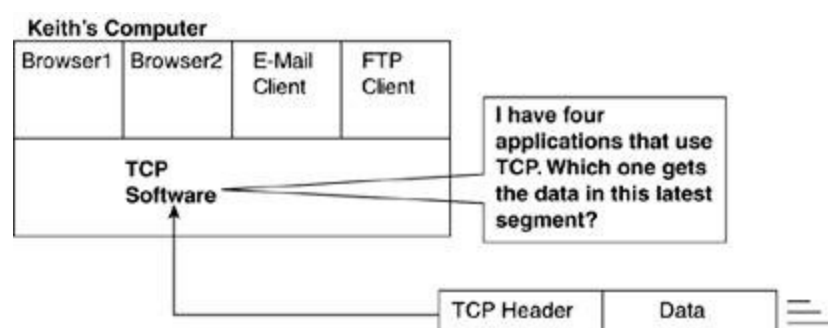 Keith's Computer
Browser1
Browser2
E-Mail
Client
FTP
Client
TCP
Software
I have four
applications that use
TCP. Which one gets
the data in this latest
segment?
TCP Header
Data